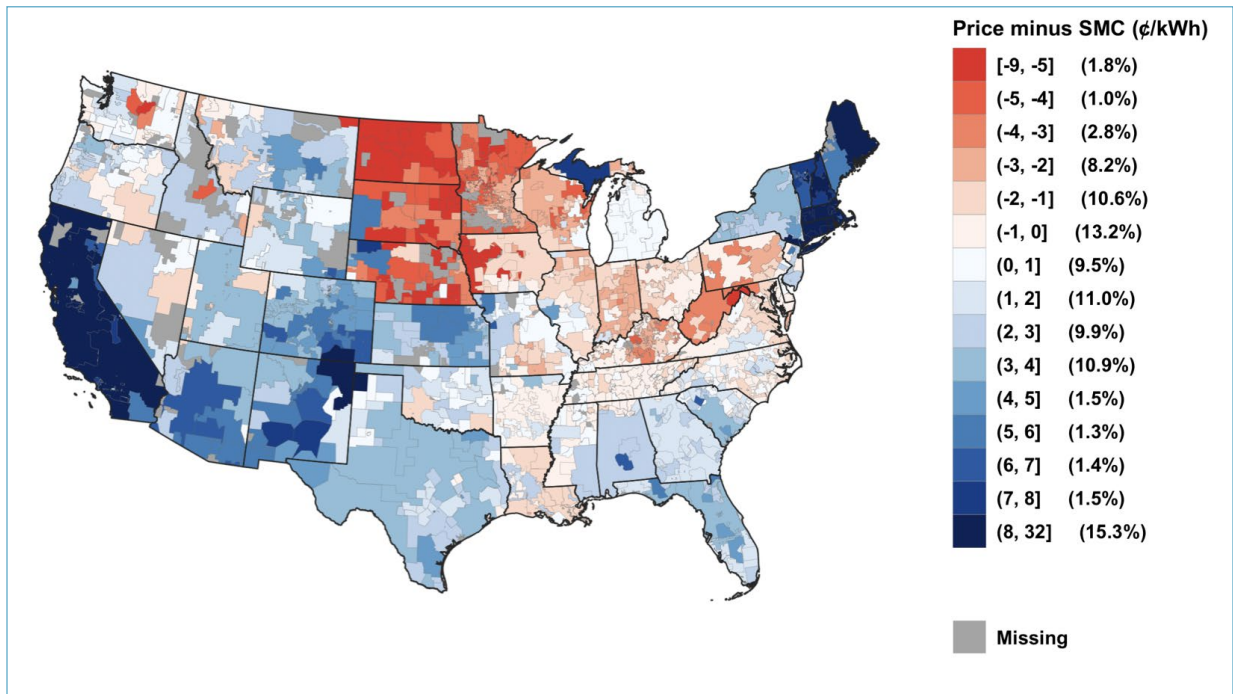 Price minus SMC (¢/kWh)
[-9, -5] (1.8%)
(-5, -4] (1.0%)
(-4, -3] (2.8%)
(-3, -2] (8.2%)
(-2, -1] (10.6%)
(-1, 0] (13.2%)
(0, 1] (9.5%)
(1, 2] (11.0%)
(2, 3] (9.9%)
(3, 4] (10.9%)
(4, 5] (1.5%)
(5, 6] (1.3%)
(6, 7] (1.4%)
(7, 8] (1.5%)
(8, 32] (15.3%)
Missing